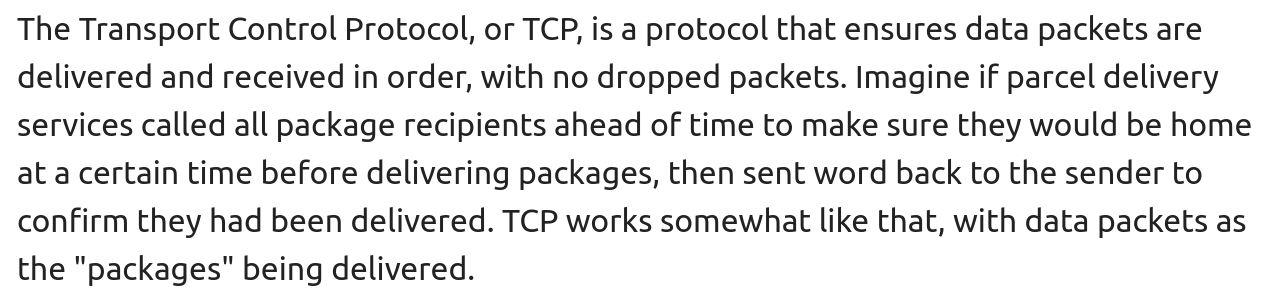 The Transport Control Protocol, or TCP, is a protocol that ensures data packets are
delivered and received in order, with no dropped packets. Imagine if parcel delivery
services called all package recipients ahead of time to make sure they would be home
at a certain time before delivering packages, then sent word back to the sender to
confirm they had been delivered. TCP works somewhat like that, with data packets as
the "packages" being delivered.